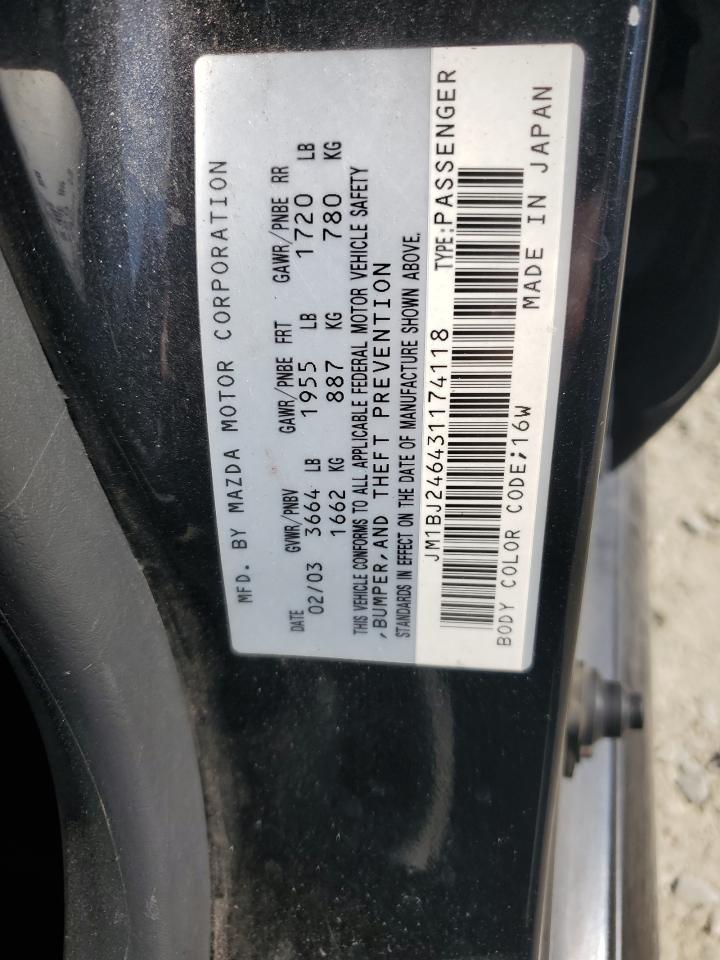 MFD. BY MAZDA MOTOR CORPORATION
DATE GVWR/PNBV GAWR/PNBE FRT GAWR/PNBE RR
02/03 3664 LB 1955 LB 1720 LB
1662 KG 887 KG 780 KG
THIS VEHICLE CONFORMS TO ALL APPLICABLE FEDERAL MOTOR VEHICLE SAFETY
,BUMPER,AND THEFT PREVENTION
STANDARDS IN EFFECT ON THE DATE OF MANUFACTURE SHOWN ABOVE.
JM1BJ246431174118 TYPE:PASSENGER
BODY COLOR CODE;16W MADE IN JAPAN